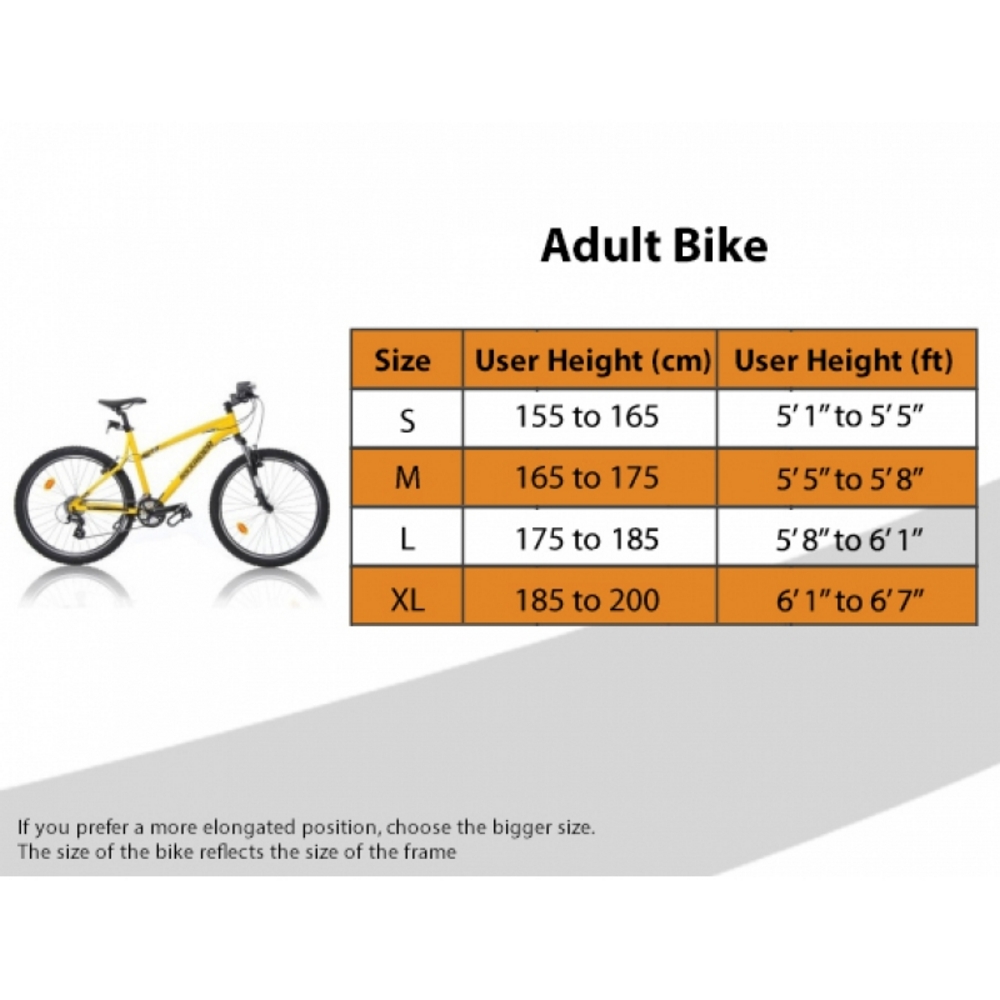 Adult Bike
Size User Height (cm) User Height (ft)
S 155 to 165 5’ 1” to 5’ 5”
M 165 to 175 5’ 5” to 5’ 8”
L 175 to 185 5’ 8” to 6’ 1”
XL 185 to 200 6’ 1” to 6’ 7”
If you prefer a more elongated position, choose the bigger size.
The size of the bike reflects the size of the frame